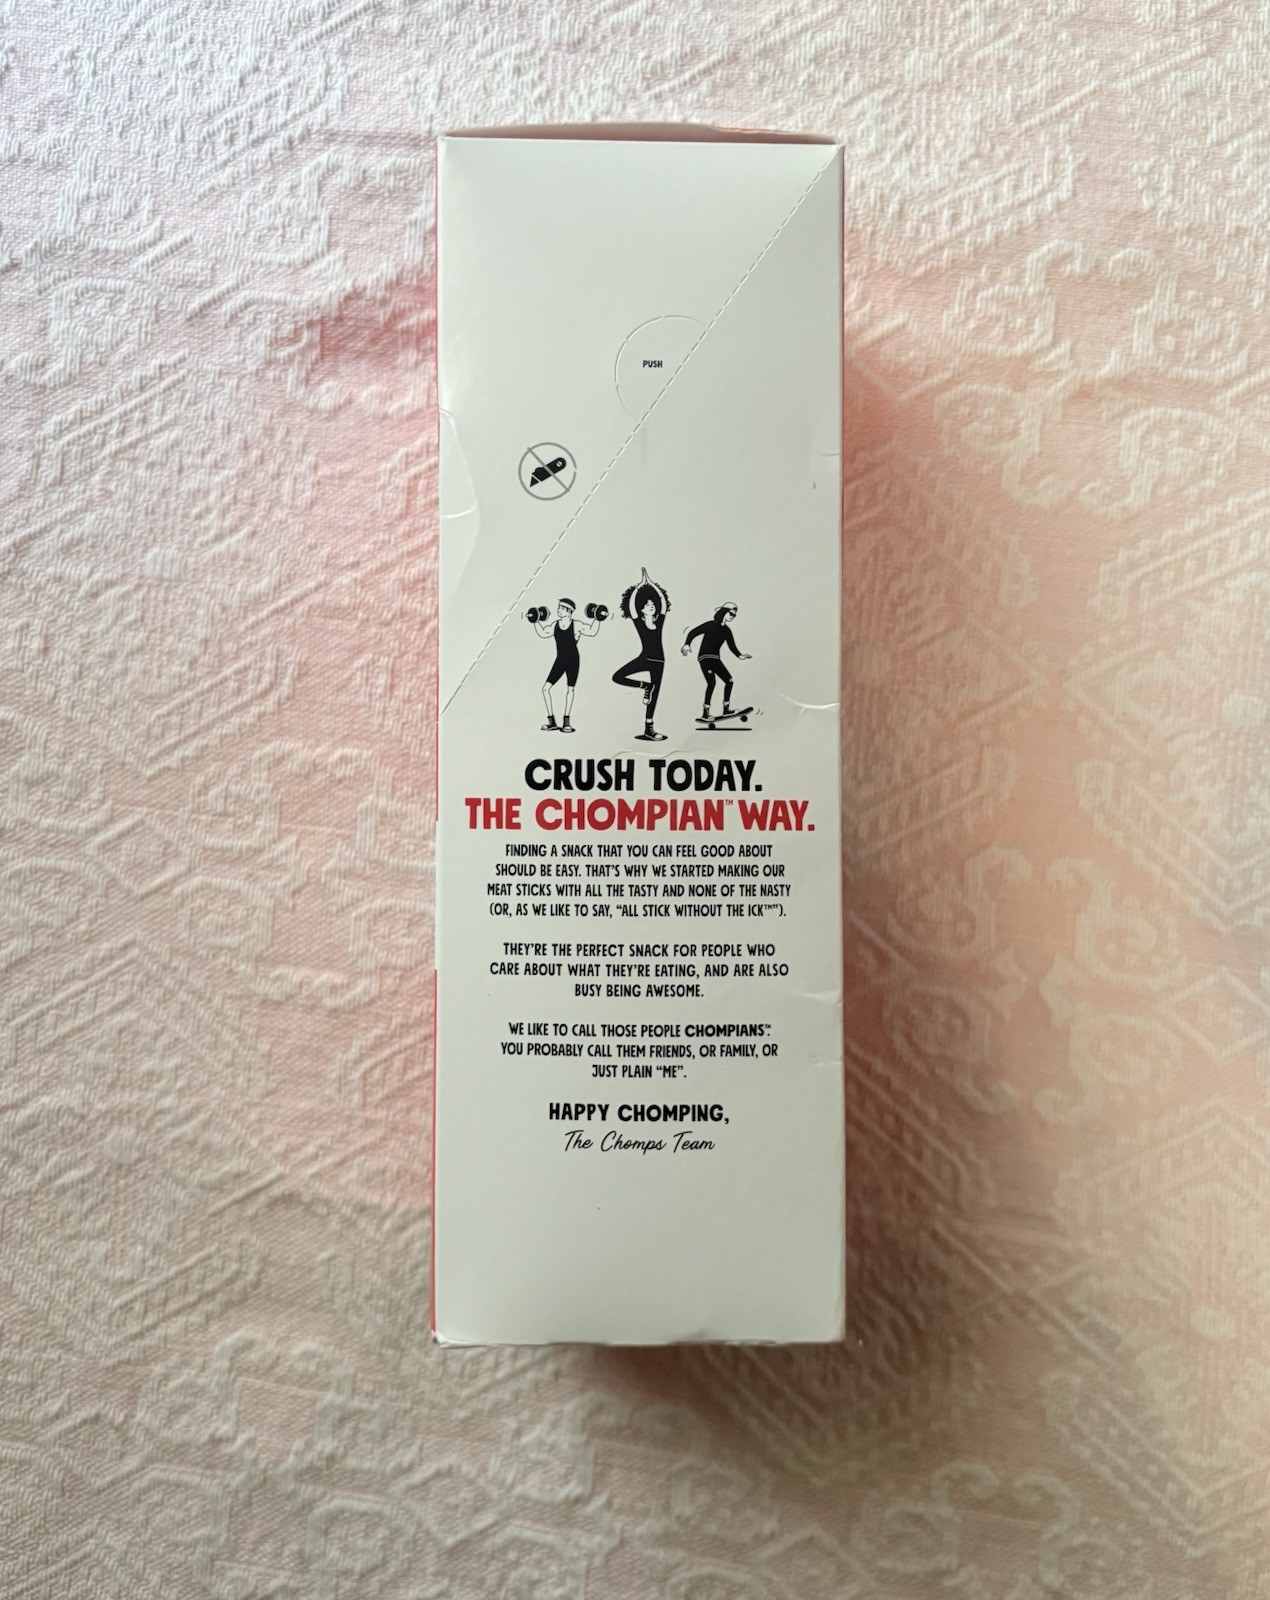 PUSH
CRUSH TODAY.
THE CHOMPIAN™ WAY.
FINDING A SNACK THAT YOU CAN FEEL GOOD ABOUT
SHOULD BE EASY. THAT'S WHY WE STARTED MAKING OUR
MEAT STICKS WITH ALL THE TASTY AND NONE OF THE NASTY
(OR, AS WE LIKE TO SAY, “ALL STICK WITHOUT THE ICK™”).
THEY'RE THE PERFECT SNACK FOR PEOPLE WHO
CARE ABOUT WHAT THEY'RE EATING, AND ARE ALSO
BUSY BEING AWESOME.
WE LIKE TO CALL THOSE PEOPLE CHOMPIANS™.
YOU PROBABLY CALL THEM FRIENDS, OR FAMILY, OR
JUST PLAIN “ME”.
HAPPY CHOMPING,
The Chomps Team